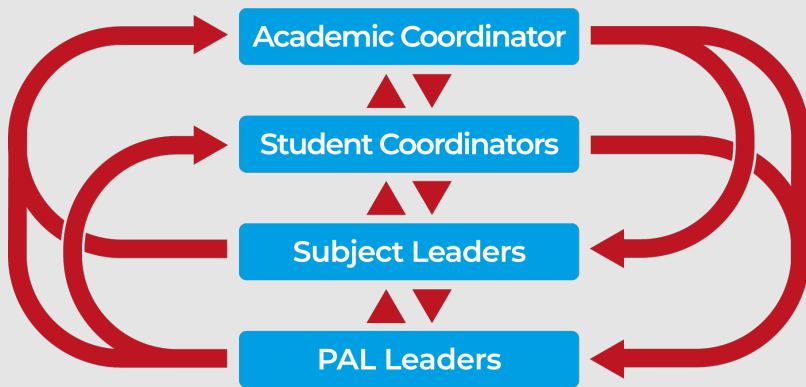 Academic Coordinator
Student Coordinators
Subject Leaders
PAL Leaders